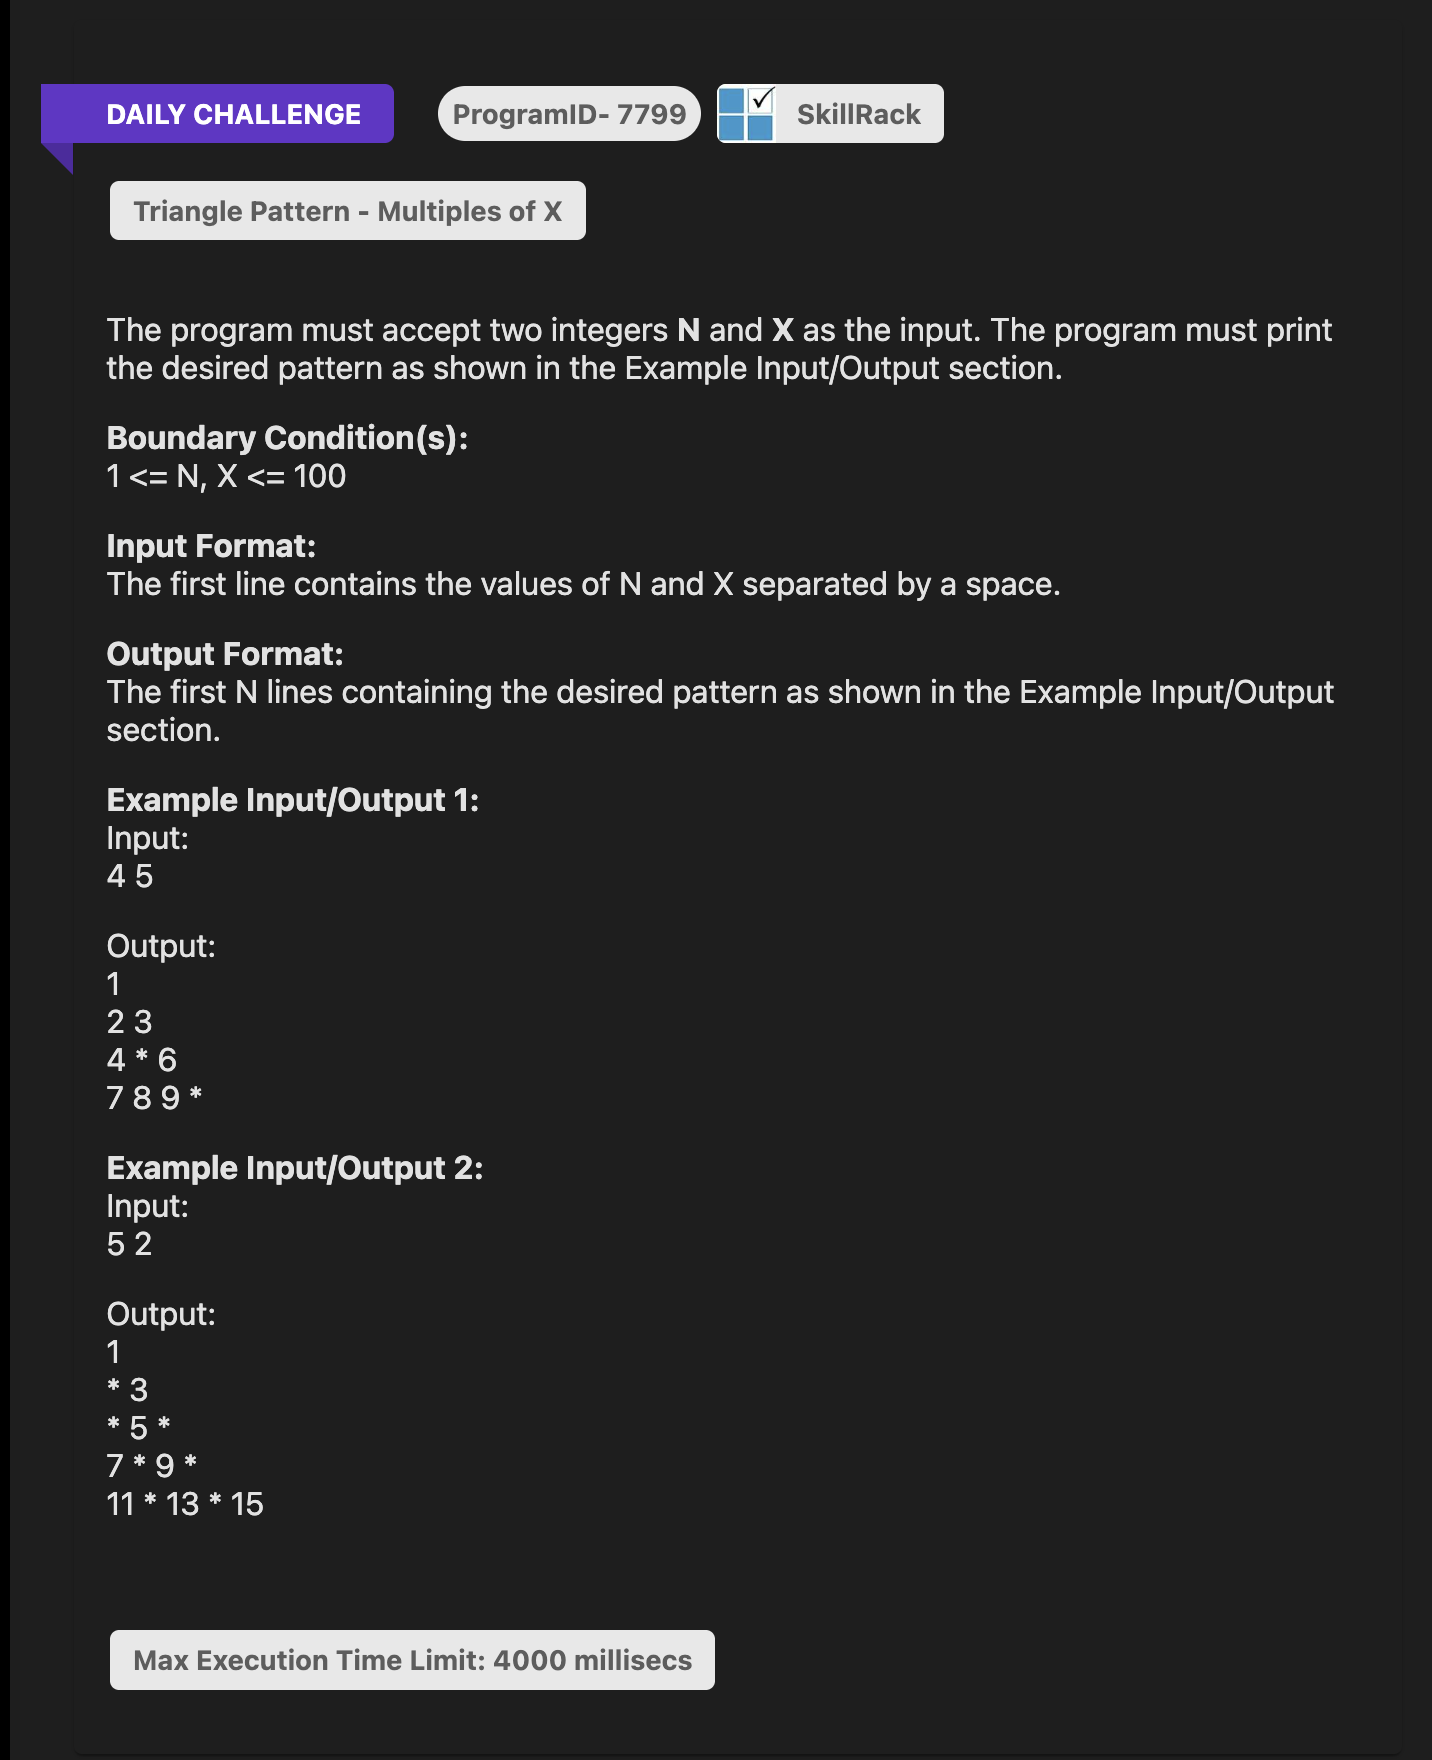 DAILY CHALLENGE
ProgramID- 7799
SkillRack
Triangle Pattern - Multiples of X
The program must accept two integers N and X as the input. The program must print
the desired pattern as shown in the Example Input/Output section.
Boundary Condition(s):
1 <= N, X <= 100
Input Format:
The first line contains the values of N and X separated by a space.
Output Format:
The first N lines containing the desired pattern as shown in the Example Input/Output
section.
Example Input/Output 1:
Input:
4 5
Output:
1
2 3
4 * 6
7 8 9 *
Example Input/Output 2:
Input:
5 2
Output:
1
* 3
* 5 *
7 * 9 *
11 * 13 * 15
Max Execution Time Limit: 4000 millisecs